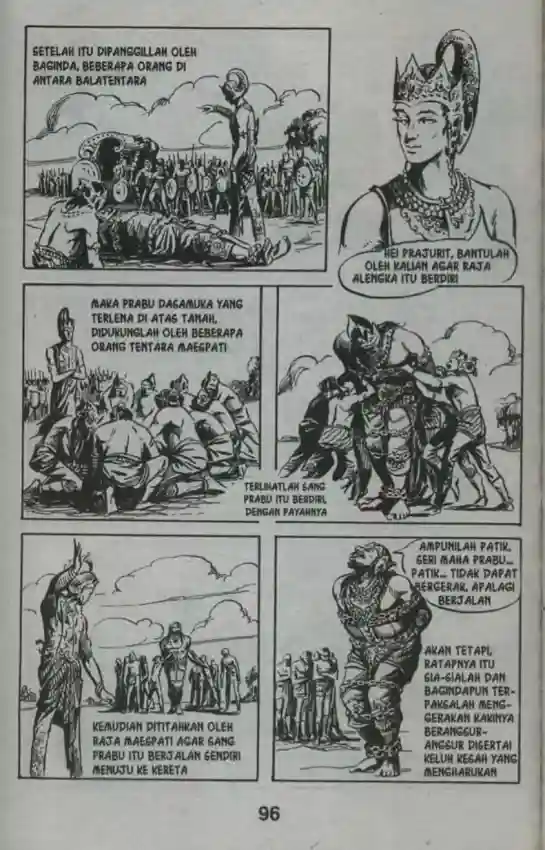 SETELAH ITU DIPANGGILLAH OLEH
BAGINDA, BEBERAPA ORANG DI
ANTARA BALATENTARA
HEI PRAJURIT, BANTULAH
OLEH KALIAN AGAR RAJA
ALENGKA ITU BERDIRI
MAKA PRABU DASAMUKA YANG
TERLENA DI ATAS TANAH,
DIDUKUNGLAH OLEH BEBERAPA
ORANG TENTARA MAESPATI
TERLIHATLAH SANG
PRABU ITU BERDIRI,
DENGAN PAYAHNYA
KEMUDIAN DITITAHKAN OLEH
RAJA MAESPATI AGAR SANG
PRABU ITU BERJALAN SENDIRI
MENUJU KE KERETA
AMPUNILAH PATIK,
SERI MAHA PRABU...
PATIK... TIDAK DAPAT
BERGERAK, APALAGI
BERJALAN
AKAN TETAPI,
RATAPNYA ITU
SIA-SIALAH DAN
BAGINDAPUN TER-
PAKSALAH MENG-
GERAKAN KAKINYA
BERANGSUR-
ANGSUR DISERTAI
KELUH KESAH YANG
MENGHARUKAN
96